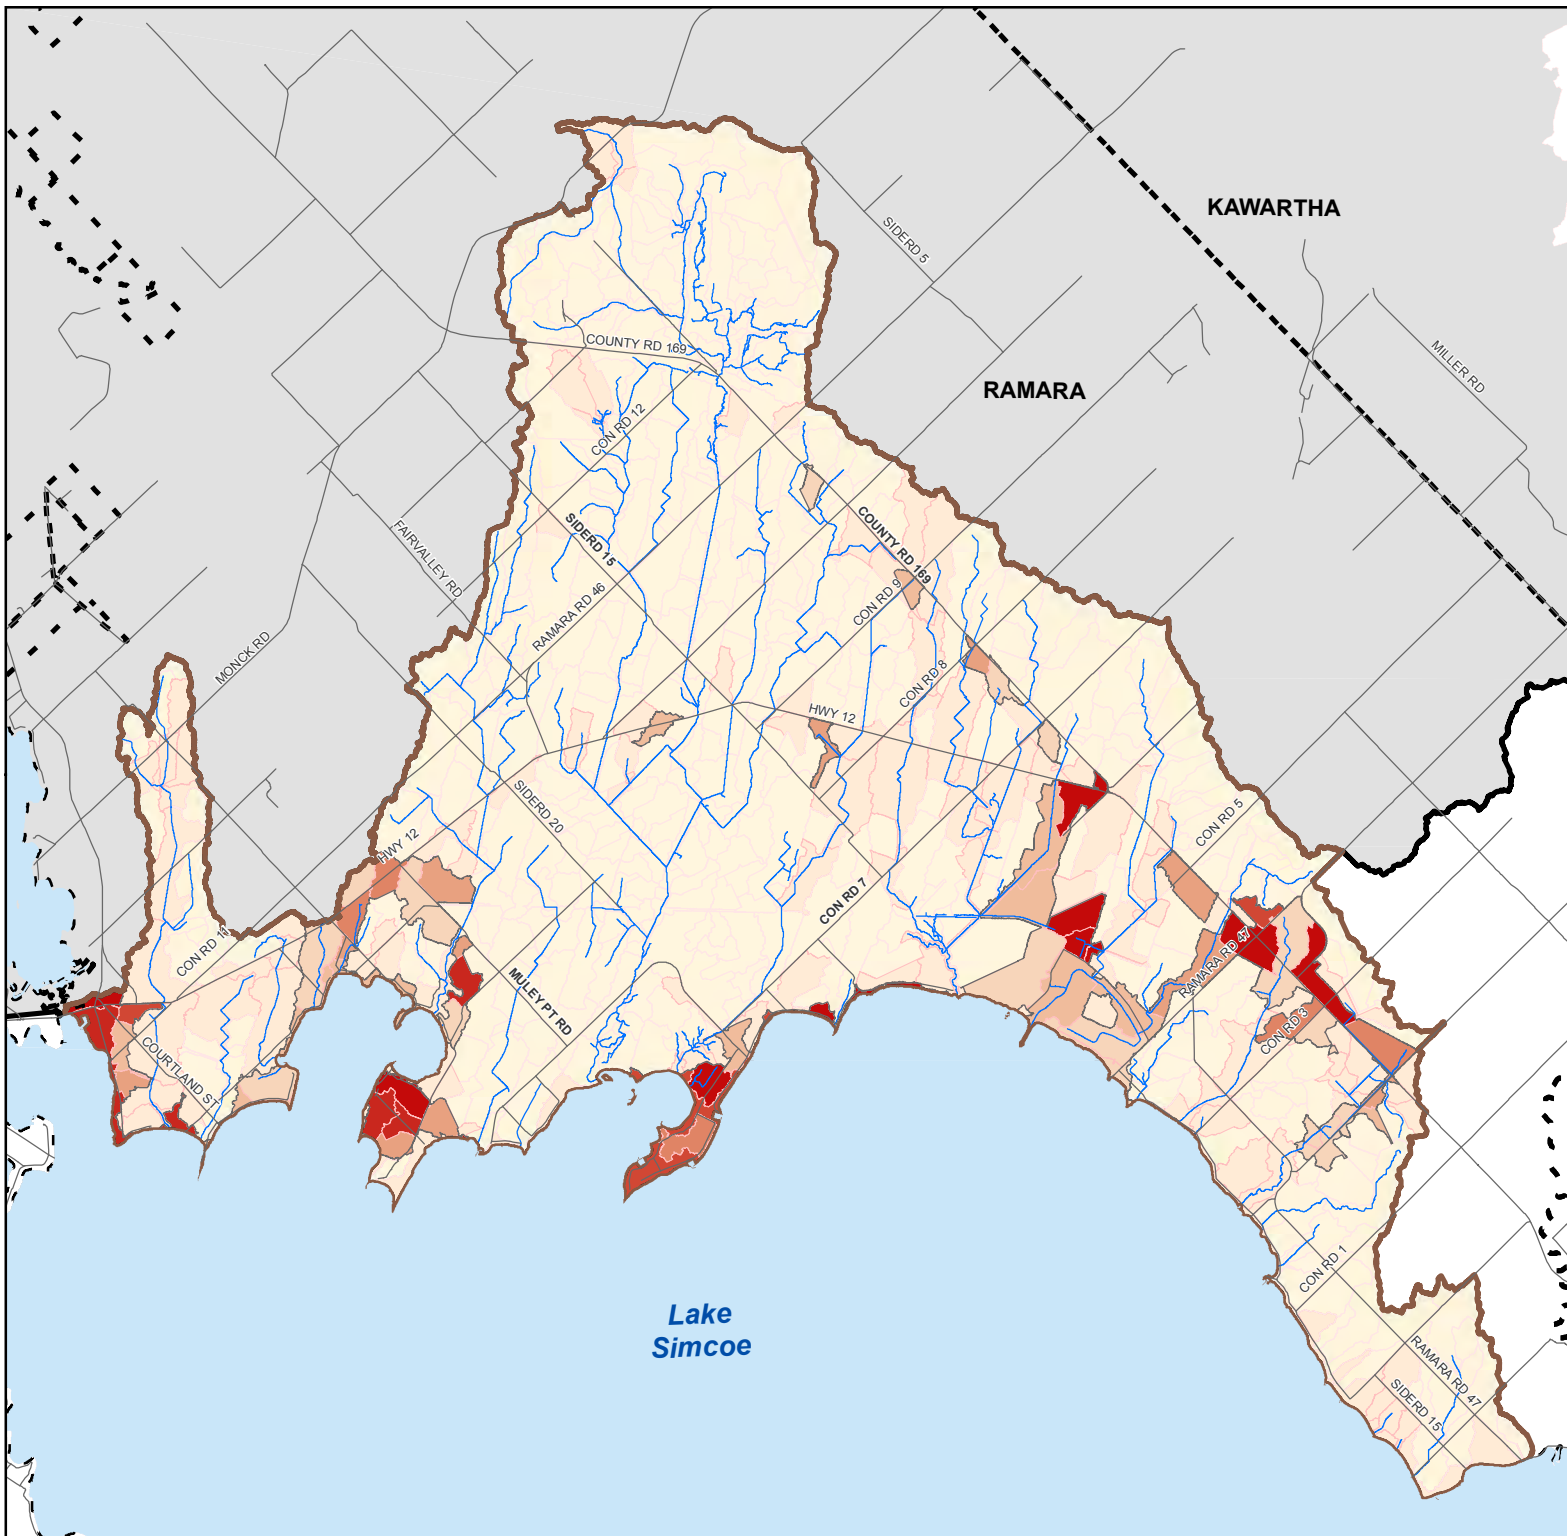 KAWARTHA
SIDERD 5
COUNTY RD 169
MILLER RD
RAMARA
CON RD 12
SIDERD 15
COUNTY RD 169
FAIRVALLEY RD
CON RD 9
RAMARA RD 46
MONCK RD
CON RD 8
HWY 12
SIDERD 20
CON RD 5
HWY 12
CON RD 7
CON RD 11
RAMARA RD 47
MULEY PT RD
CON RD 3
COURTLAND ST
CON RD 1
Lake
Simcoe
RAMARA RD 47
SIDERD 15